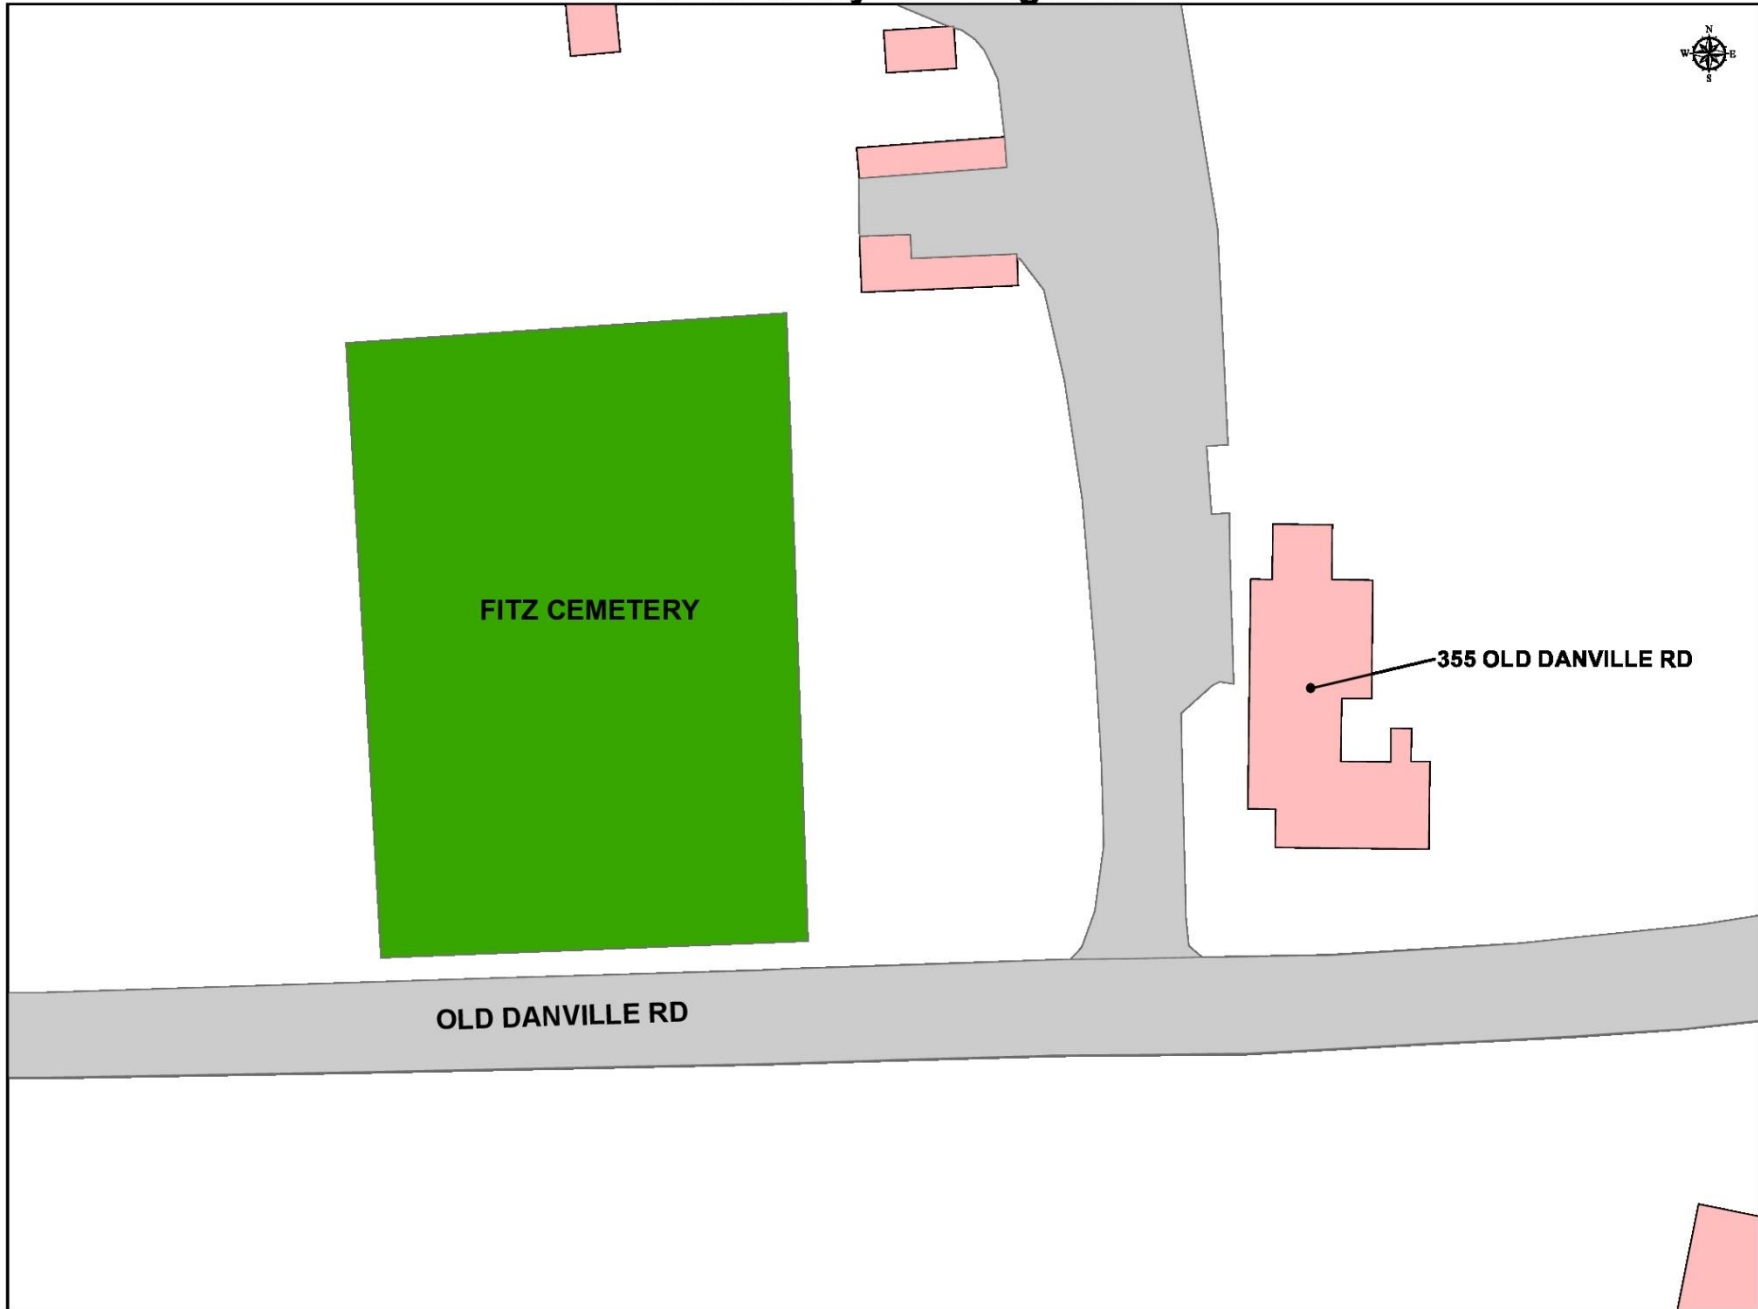 N
W E
S
FITZ CEMETERY
355 OLD DANVILLE RD
OLD DANVILLE RD